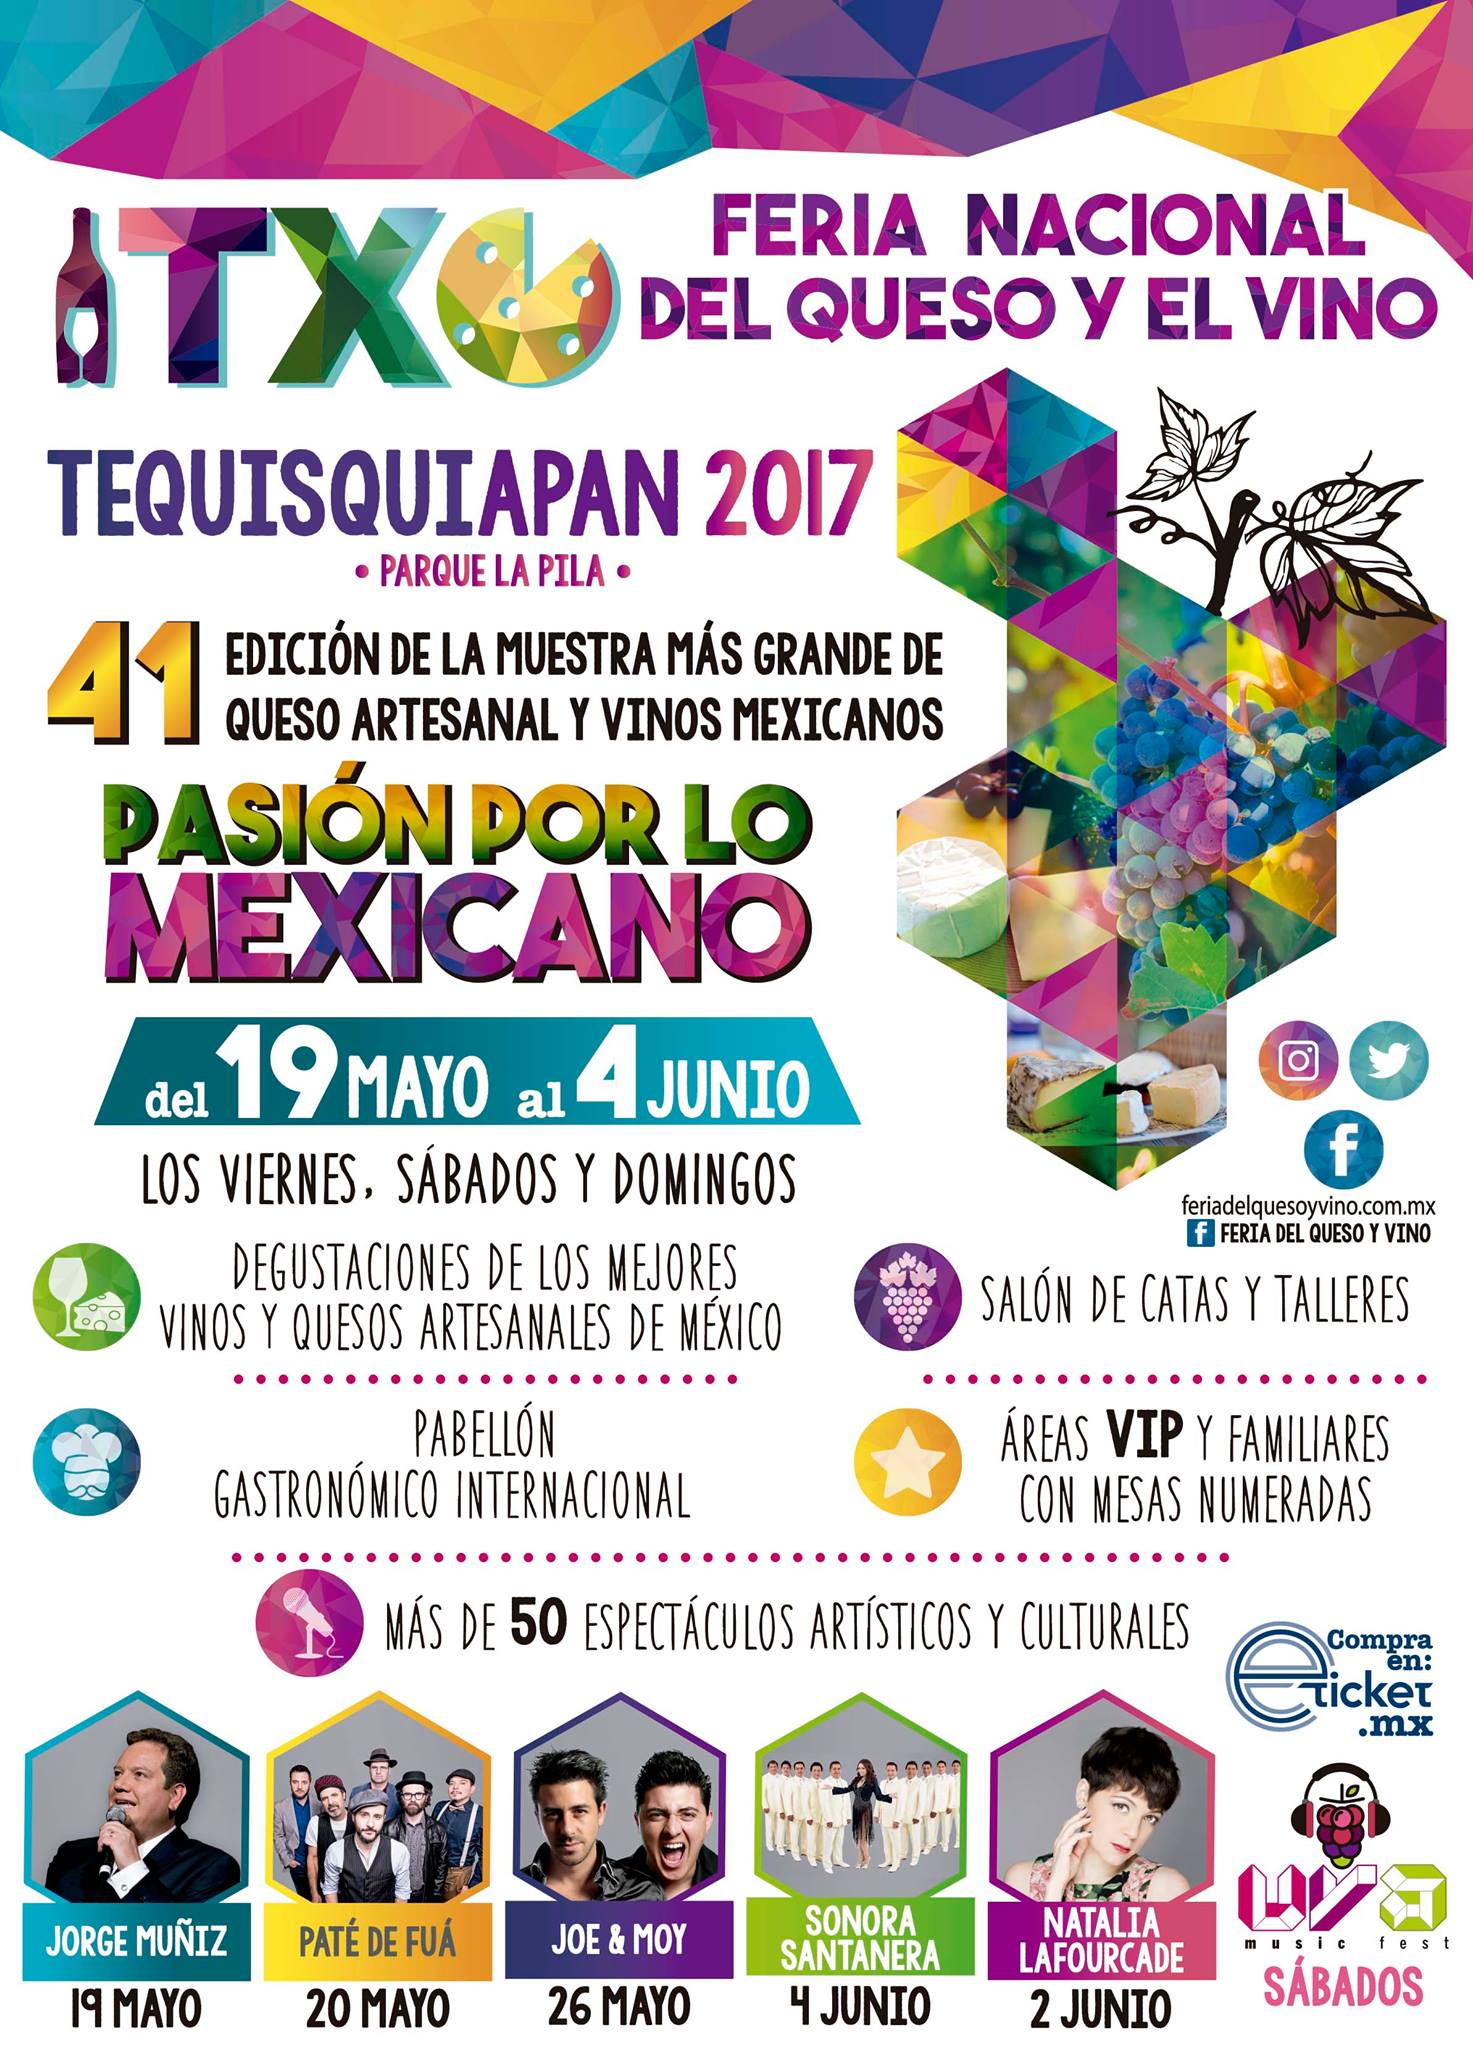 TX
FERIA NACIONAL
DEL QUESO Y EL VINO
TEQUISQUIAPAN 2017
• PARQUE LA PILA •
41
EDICIÓN DE LA MUESTRA MÁS GRANDE DE
QUESO ARTESANAL Y VINOS MEXICANOS
PASIÓN POR LO
MEXICANO
del 19 MAYO al 4 JUNIO
LOS VIERNES, SÁBADOS Y DOMINGOS
feriadelquesoyvino.com.mx
f FERIA DEL QUESO Y VINO
DEGUSTACIONES DE LOS MEJORES
VINOS Y QUESOS ARTESANALES DE MÉXICO
SALÓN DE CATAS Y TALLERES
PABELLÓN
GASTRONÓMICO INTERNACIONAL
ÁREAS VIP Y FAMILIARES
CON MESAS NUMERADAS
MÁS DE 50 ESPECTÁCULOS ARTÍSTICOS Y CULTURALES
Compra
en:
eticket
.mx
JORGE MUÑIZ
19 MAYO
PATÉ DE FUÁ
20 MAYO
JOE & MOY
26 MAYO
SONORA
SANTANERA
4 JUNIO
NATALIA
LAFOURCADE
2 JUNIO
uva
music fest
SÁBADOS